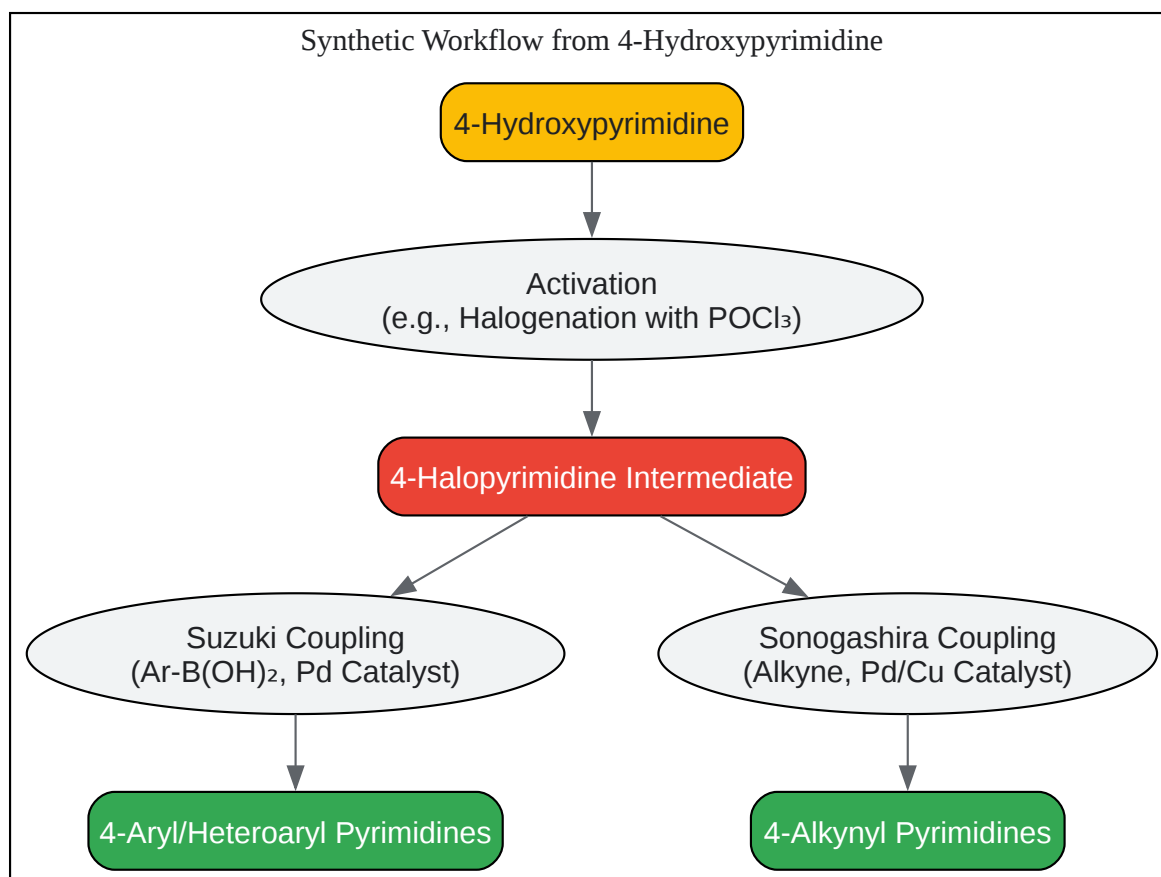 Synthetic Workflow from 4-Hydroxypyrimidine
4-Hydroxypyrimidine
Activation
(e.g., Halogenation with POCl₃)
4-Halopyrimidine Intermediate
Suzuki Coupling
(Ar-B(OH)₂, Pd Catalyst)
Sonogashira Coupling
(Alkyne, Pd/Cu Catalyst)
4-Aryl/Heteroaryl Pyrimidines
4-Alkynyl Pyrimidines